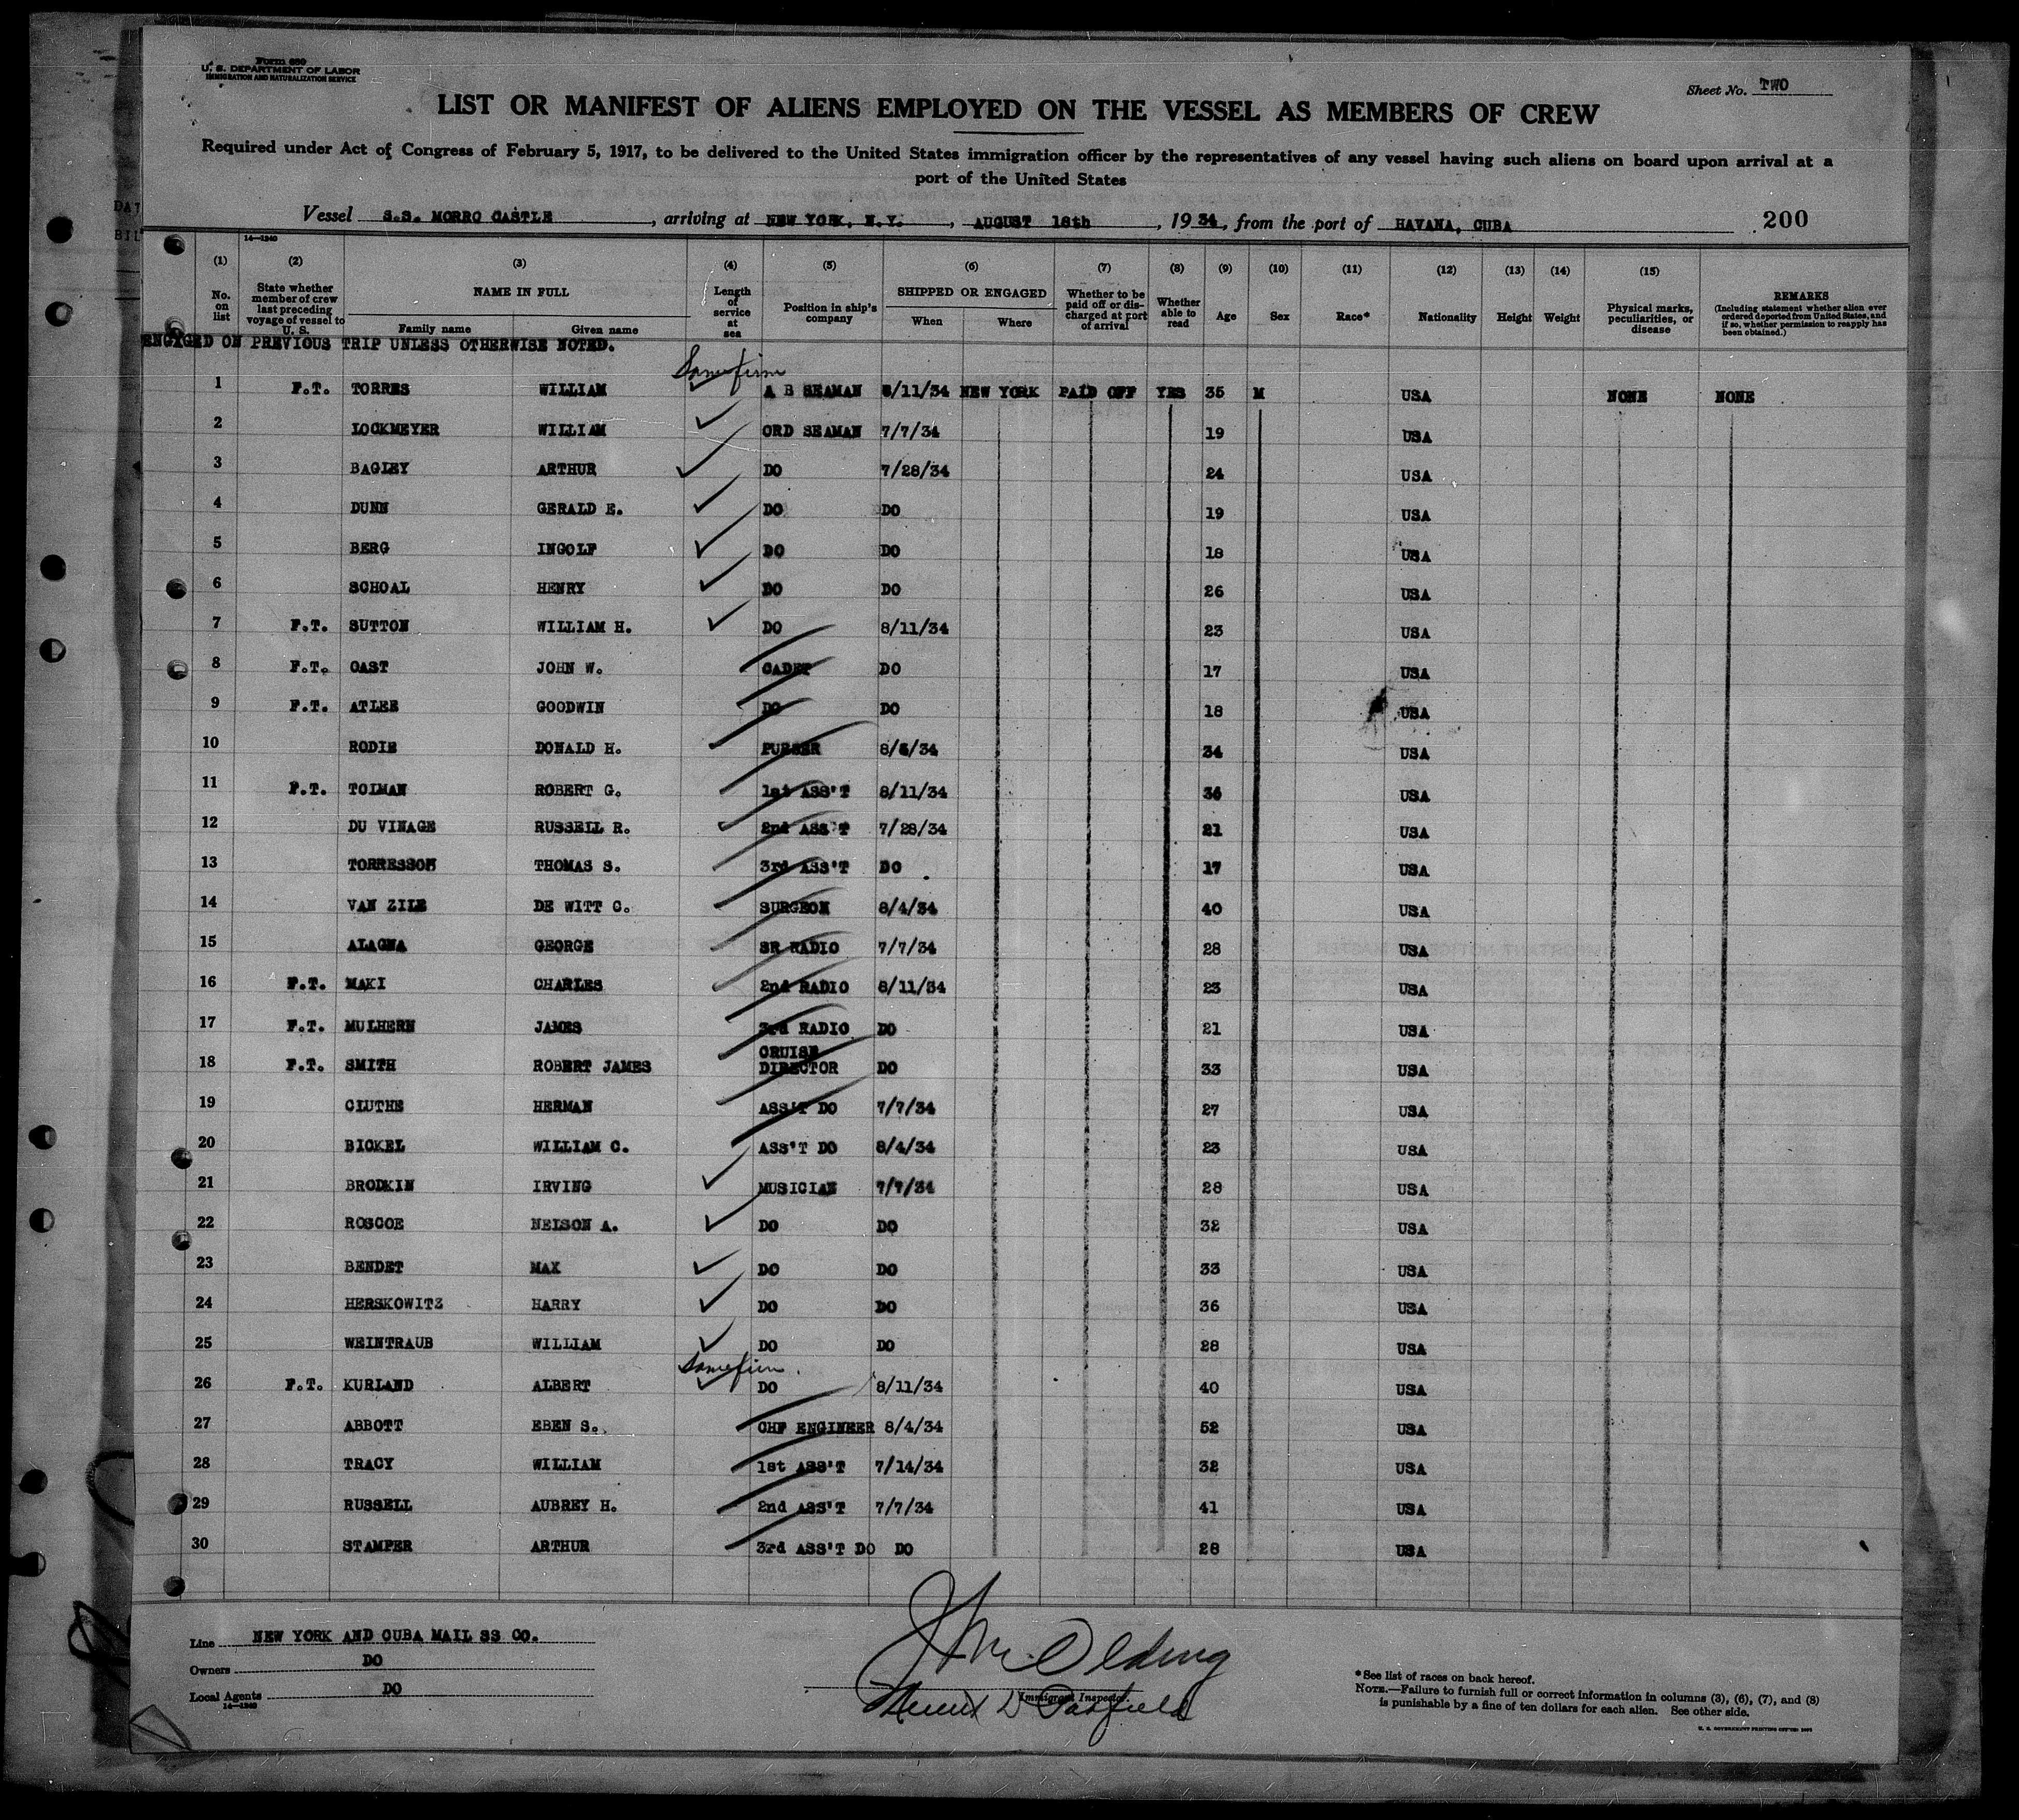 Form 680
U. S. DEPARTMENT OF LABOR
IMMIGRATION AND NATURALIZATION SERVICE
Sheet No. TWO
LIST OR MANIFEST OF ALIENS EMPLOYED ON THE VESSEL AS MEMBERS OF CREW
Required under Act of Congress of February 5, 1917, to be delivered to the United States immigration officer by the representatives of any vessel having such aliens on board upon arrival at a
port of the United States
Vessel S.S. MORRO CASTLE, arriving at NEW YORK, N.Y., AUGUST 18th, 1934, from the port of HAVANA, CUBA 200
14—1240
(1) (2) (3) (4) (5) (6) (7) (8) (9) (10) (11) (12) (13) (14) (15)
No. on list State whether member of crew last preceding voyage of vessel to U. S. NAME IN FULL Family name Given name Length of service at sea Position in ship's company SHIPPED OR ENGAGED When Where Whether to be paid off or discharged at port of arrival Whether able to read Age Sex Race* Nationality Height Weight Physical marks, peculiarities, or disease REMARKS (Including statement whether alien ever ordered deported from United States, and if so, whether permission to reapply has been obtained.)
ENGAGED ON PREVIOUS TRIP UNLESS OTHERWISE NOTED.
1 F.T. TORRES WILLIAM A B SEAMAN 8/11/34 NEW YORK PAID OFF YES 35 M USA NONE NONE
2 LOCKMEYER WILLIAM ORD SEAMAN 7/7/34 19 USA
3 BAGLEY ARTHUR DO 7/28/34 24 USA
4 DUNN GERALD E. DO DO 19 USA
5 BERG INGOLF DO DO 18 USA
6 SCHOAL HENRY DO DO 26 USA
7 F.T. SUTTON WILLIAM H. DO 8/11/34 23 USA
8 F.T. CAST JOHN W. CADET DO 17 USA
9 F.T. ATLEE GOODWIN DO DO 18 USA
10 RODIE DONALD H. PURSER 8/4/34 34 USA
11 F.T. TOLMAN ROBERT G. 1st ASS'T 8/11/34 36 USA
12 DU VINAGE RUSSELL R. 2nd ASS'T 7/28/34 21 USA
13 TORRESSON THOMAS S. 3rd ASS'T DO 17 USA
14 VAN ZILE DE WITT C. SURGEON 8/4/34 40 USA
15 ALAGNA GEORGE SR RADIO 7/7/34 28 USA
16 F.T. MAKI CHARLES 2nd RADIO 8/11/34 23 USA
17 F.T. MULHERN JAMES 3rd RADIO DO 21 USA
18 F.T. SMITH ROBERT JAMES CRUISE DIRECTOR DO 33 USA
19 CLUTHE HERMAN ASS'T DO 7/7/34 27 USA
20 BICKEL WILLIAM C. ASS'T DO 8/4/34 23 USA
21 BRODKIN IRVING MUSICIAN 7/7/34 28 USA
22 ROSCOE NELSON A. DO DO 32 USA
23 BENDET MAX DO DO 33 USA
24 HERSKOWITZ HARRY DO DO 36 USA
25 WEINTRAUB WILLIAM DO DO 28 USA
26 F.T. KURLAND ALBERT DO 8/11/34 40 USA
27 ABBOTT EBEN S. CHF ENGINEER 8/4/34 52 USA
28 TRACY WILLIAM 1st ASS'T 7/14/34 32 USA
29 RUSSELL AUBREY H. 2nd ASS'T 7/7/34 41 USA
30 STAMPER ARTHUR 3rd ASS'T DO DO 28 USA
Line NEW YORK AND CUBA MAIL SS CO.
Owners DO
Local Agents DO
14—1240
Immigrant Inspector.
*See list of races on back hereof.
NOTE.—Failure to furnish full or correct information in columns (3), (6), (7), and (8)
is punishable by a fine of ten dollars for each alien. See other side.